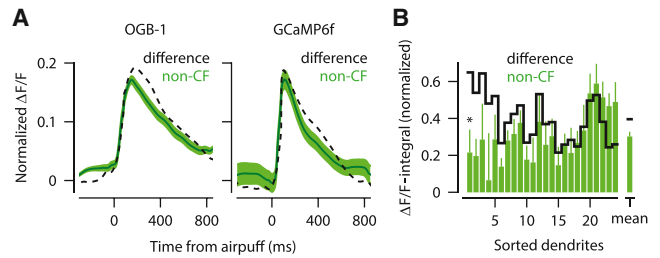 A
OGB-1
GCaMP6f
difference
non-CF
difference
non-CF
Normalized ΔF/F
0.2
0.1
0
0 400 800
0 400 800
Time from airpuff (ms)
B
difference
non-CF
ΔF/F−integral (normalized)
0.6
0.4
0.2
0
*
5 10 15 20 mean
Sorted dendrites